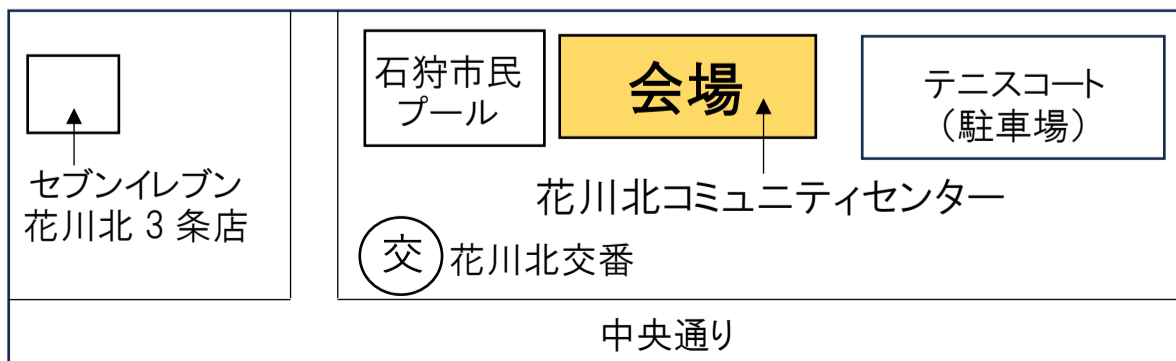 石狩市民
プール
会場
テニスコート
（駐車場）
セブンイレブン
花川北 3 条店
花川北コミュニティセンター
交
花川北交番
中央通り